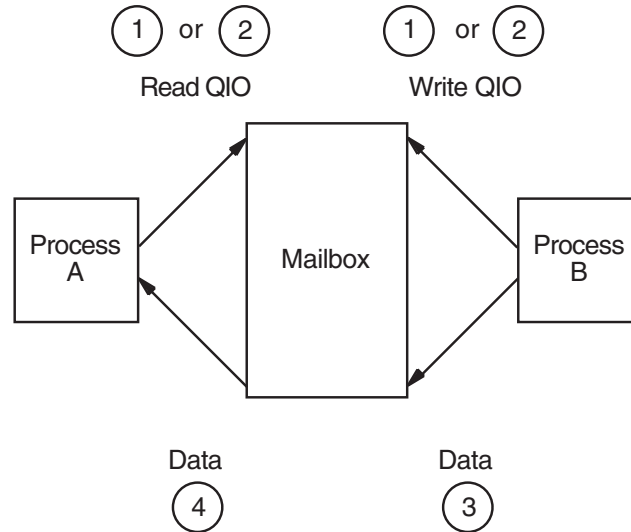 1 or 2
1 or 2
Read QIO
Write QIO
Process
A
Mailbox
Process
B
Data
4
Data
3